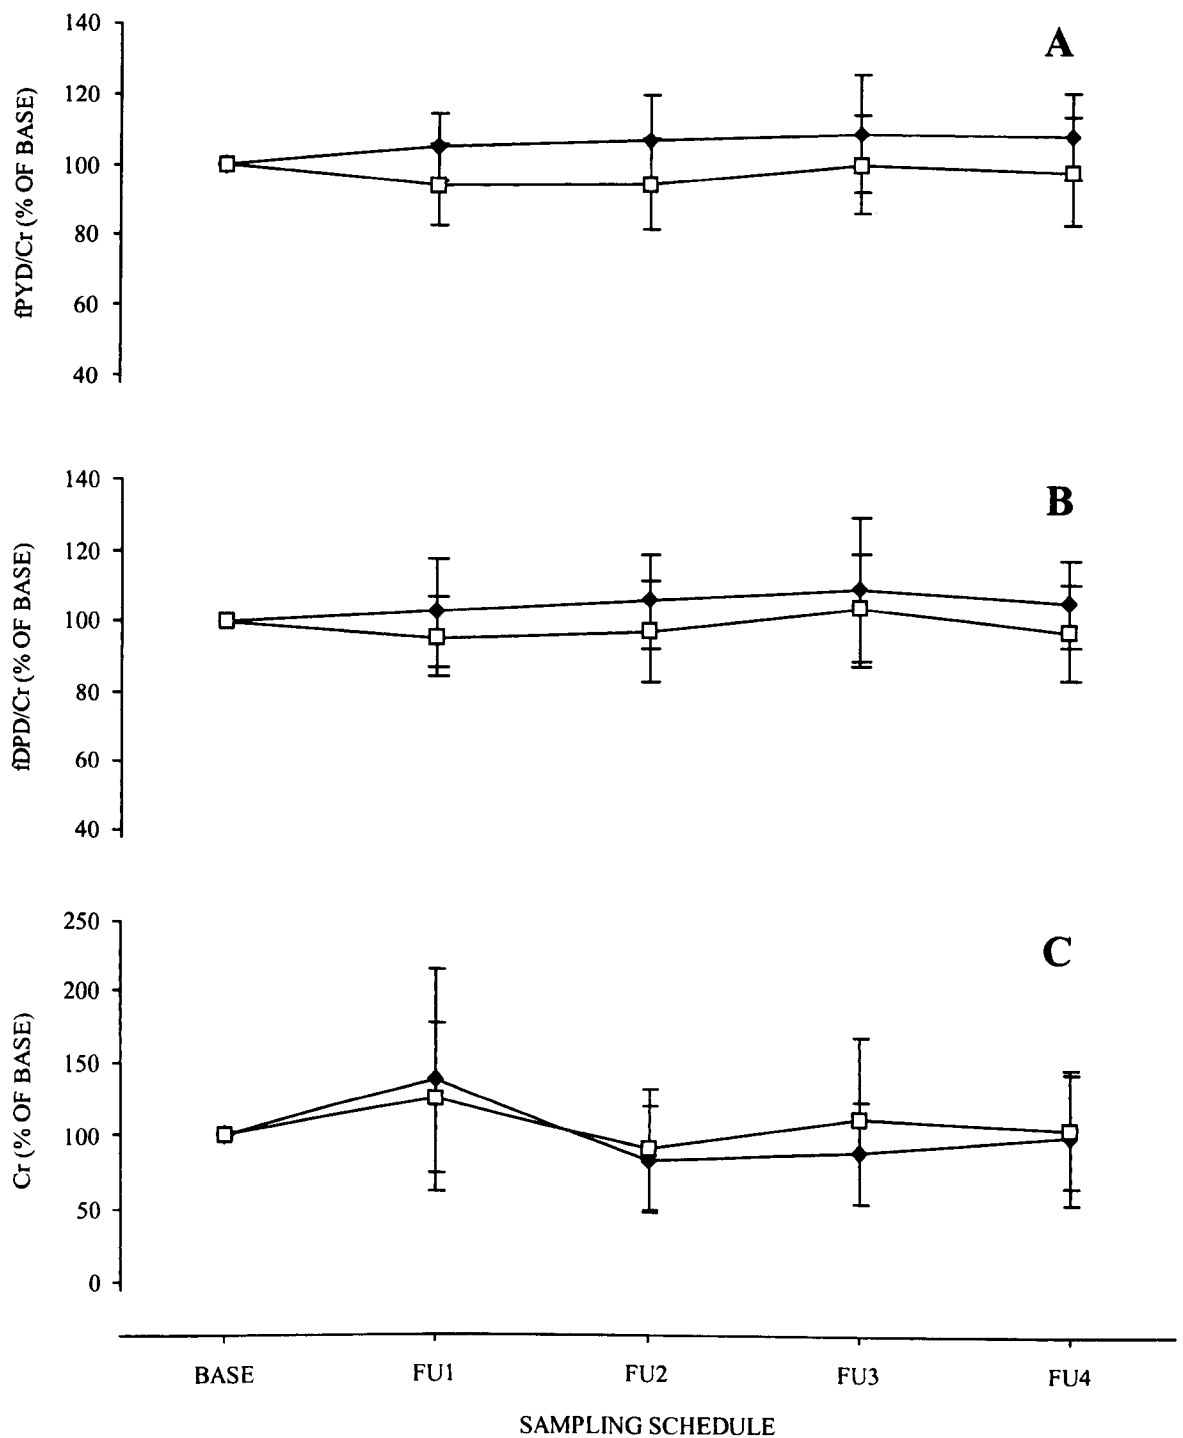 A
fPYD/Cr (% OF BASE)
140
120
100
80
60
40
B
fDPD/Cr (% OF BASE)
140
120
100
80
60
40
C
Cr (% OF BASE)
250
200
150
100
50
0
BASE FU1 FU2 FU3 FU4
SAMPLING SCHEDULE